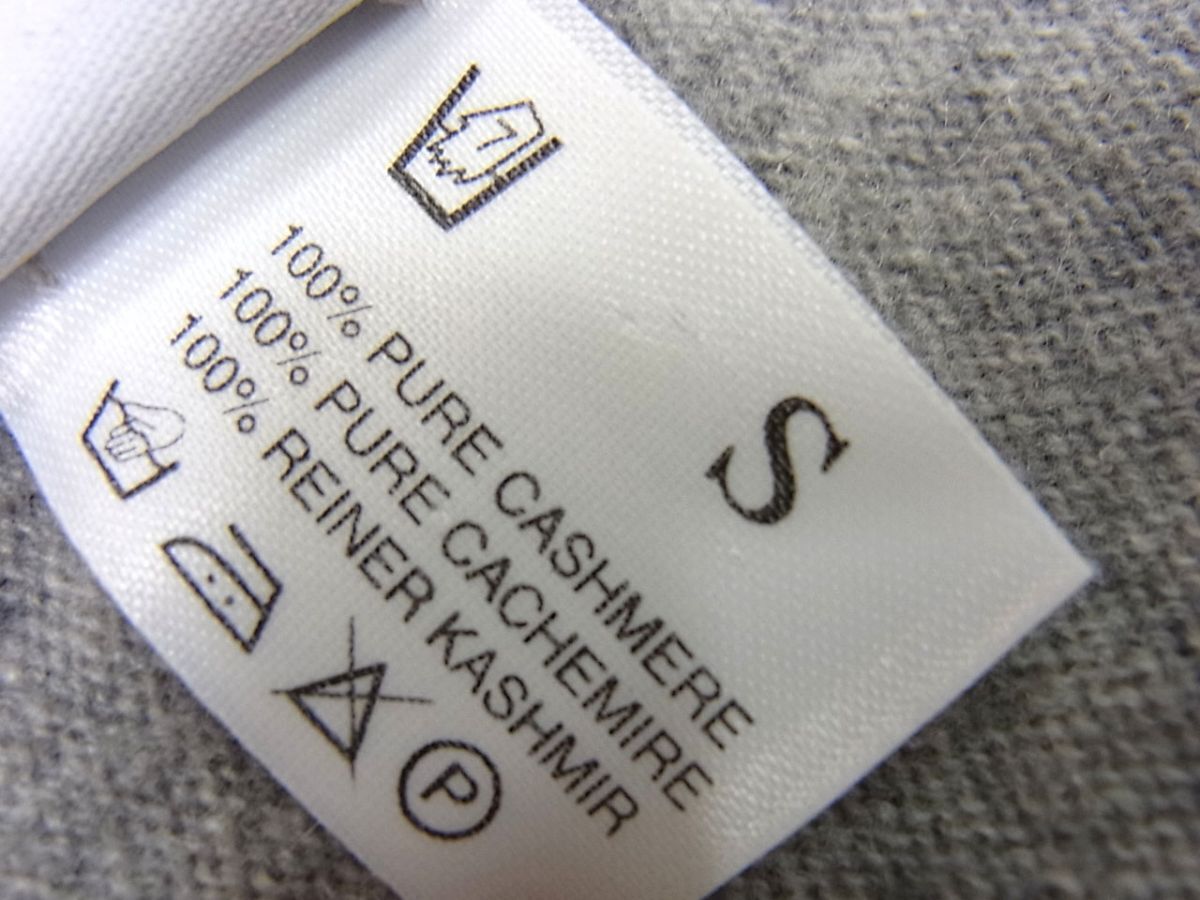 S
100% PURE CASHMERE
100% PURE CACHEMIRE
100% REINER KASHMIR
P